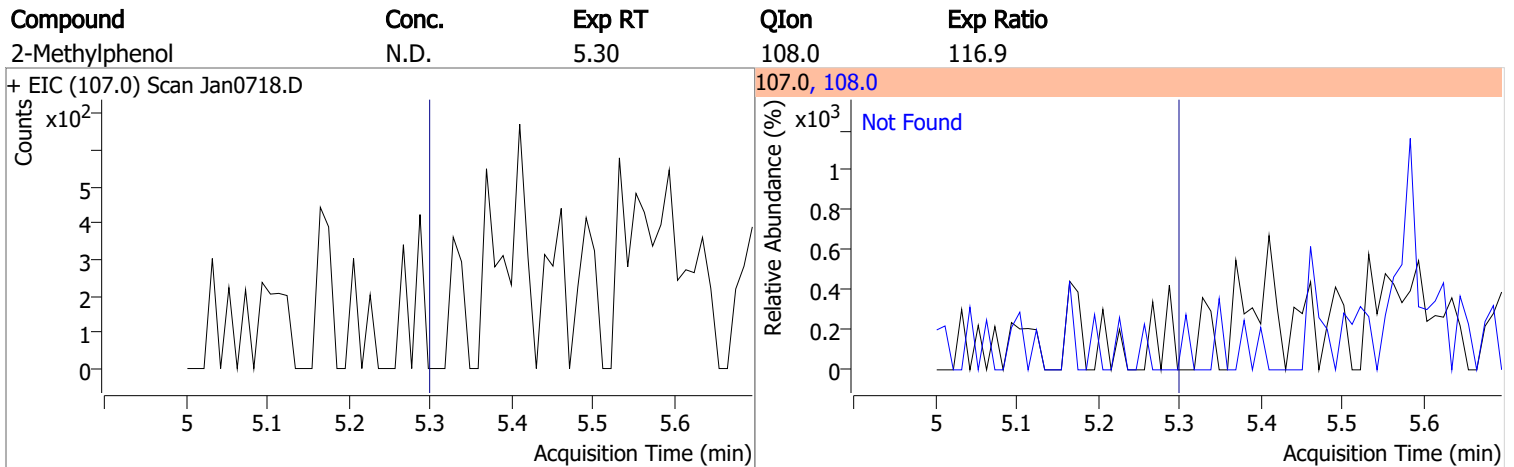 Compound Conc. Exp RT QIon Exp Ratio
2-Methylphenol N.D. 5.30 108.0 116.9
+ EIC (107.0) Scan Jan0718.D
Counts
x10²
5
4
3
2
1
0
5 5.1 5.2 5.3 5.4 5.5 5.6
Acquisition Time (min)
107.0, 108.0
Relative Abundance (%)
x10³
Not Found
1
0.8
0.6
0.4
0.2
0
5 5.1 5.2 5.3 5.4 5.5 5.6
Acquisition Time (min)